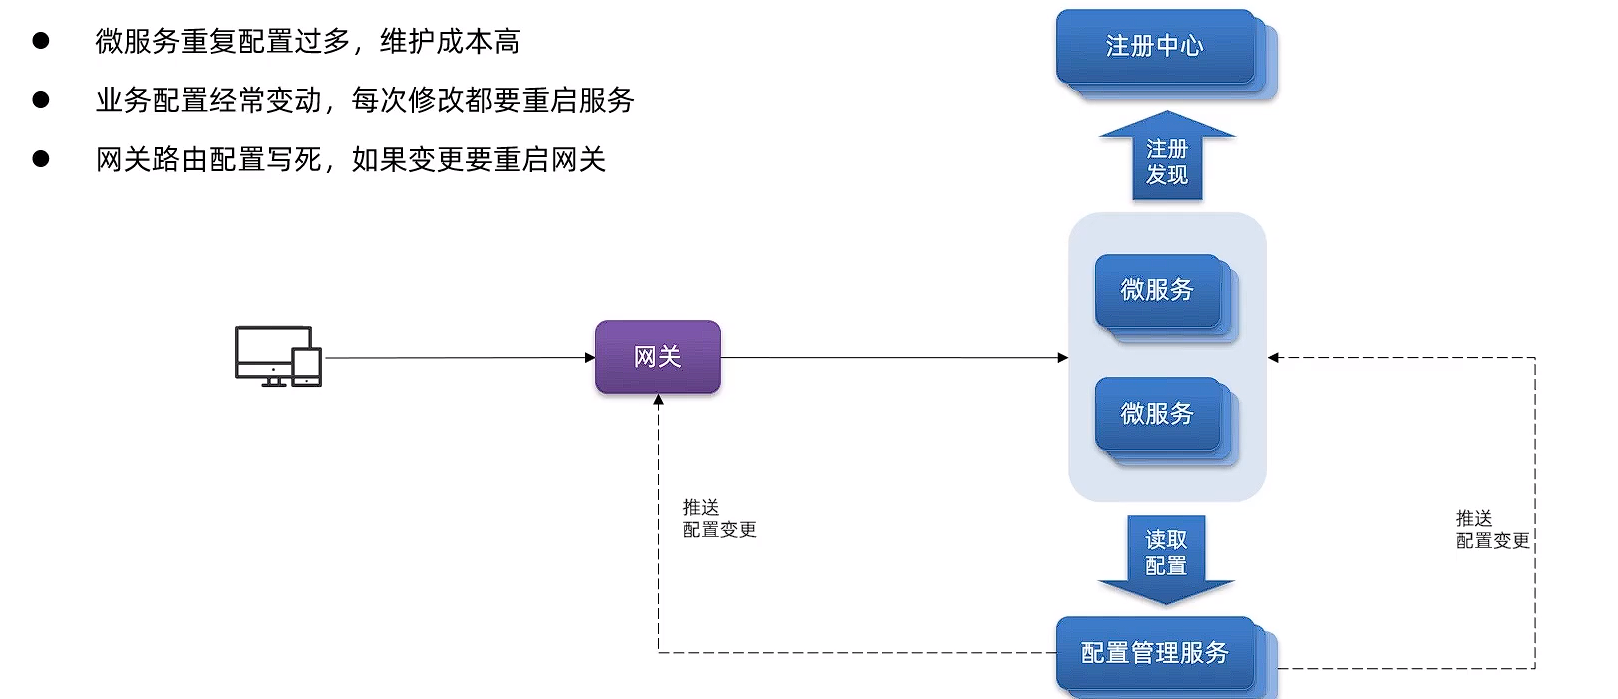 微服务重复配置过多，维护成本高
业务配置经常变动，每次修改都要重启服务
网关路由配置写死，如果变更要重启网关
注册中心
注册
发现
微服务
网关
微服务
推送
配置变更
推送
配置变更
读取
配置
配置管理服务